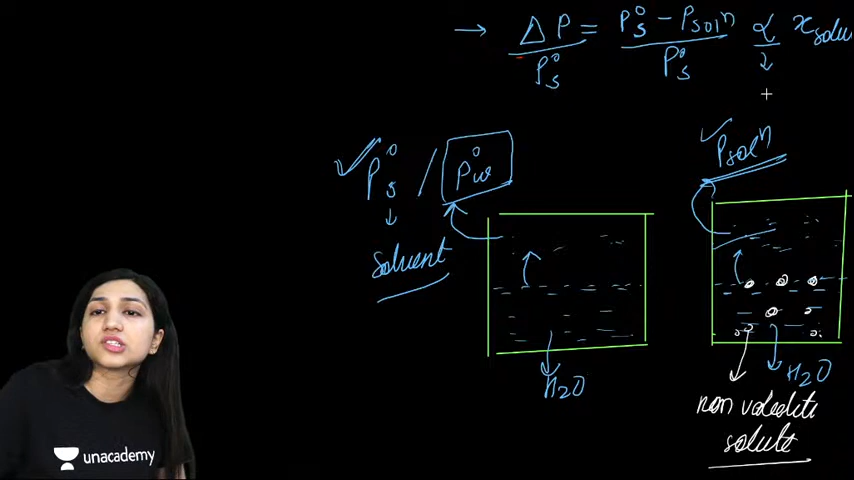 → ΔP = P°s - Psolⁿ ∝ xsolu
P°s P°s
P°s / P°w
Psolⁿ
solvent
H2O
H2O
non volatile
solute
unacademy